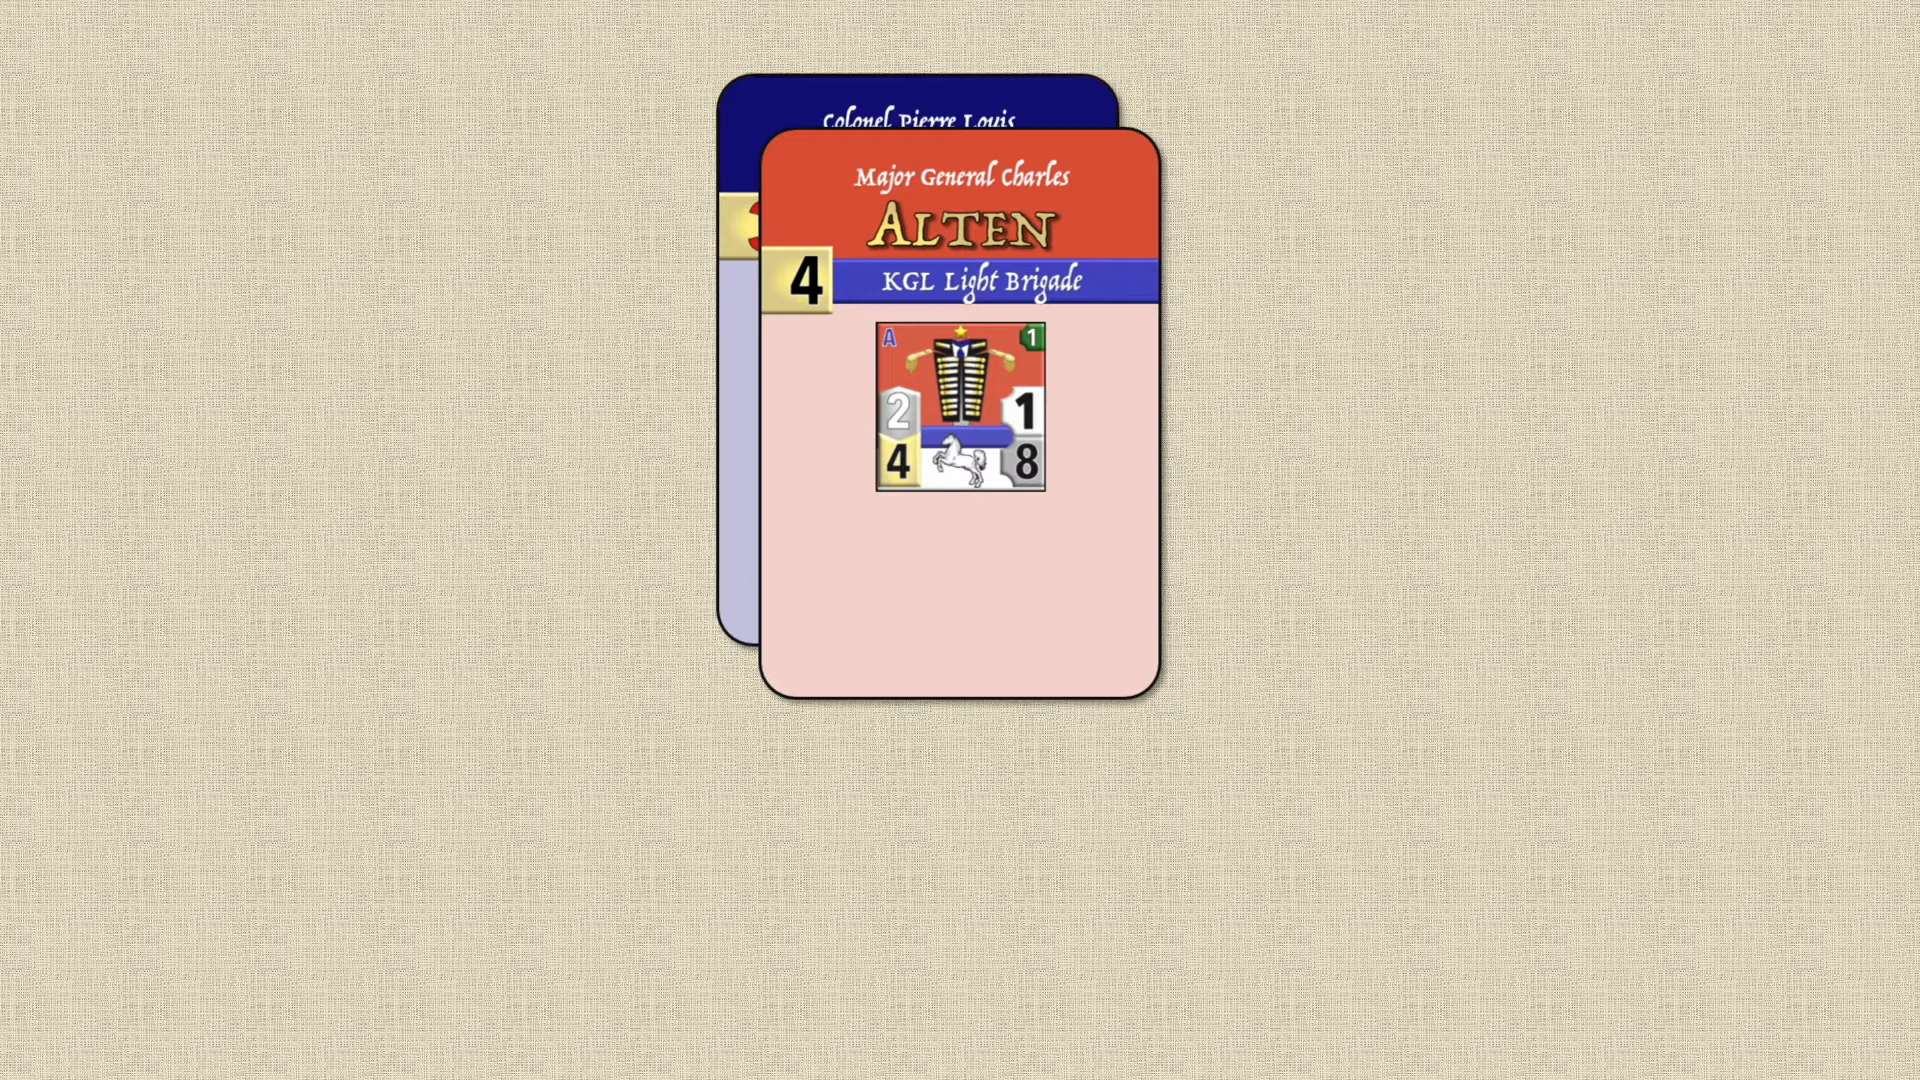 Colonel Pierre Louis
Major General Charles
ALTEN
4 KGL Light Brigade
A 1
2 1
4 8